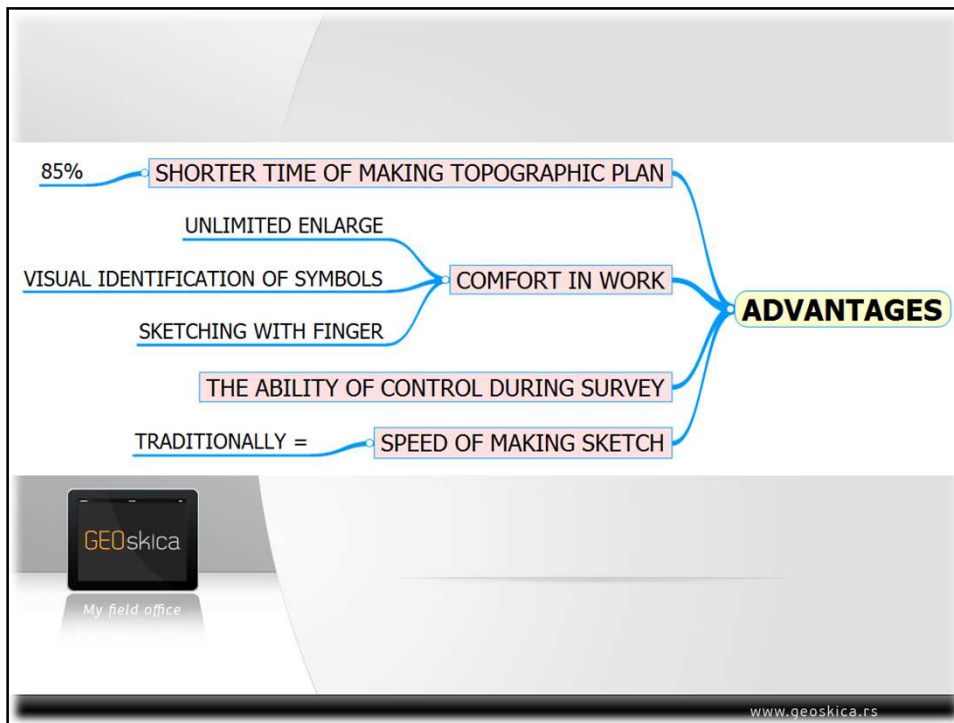 85%
SHORTER TIME OF MAKING TOPOGRAPHIC PLAN
UNLIMITED ENLARGE
VISUAL IDENTIFICATION OF SYMBOLS
SKETCHING WITH FINGER
COMFORT IN WORK
ADVANTAGES
THE ABILITY OF CONTROL DURING SURVEY
TRADITIONALLY =
SPEED OF MAKING SKETCH
GEOskica
My field office
www.geoskica.rs